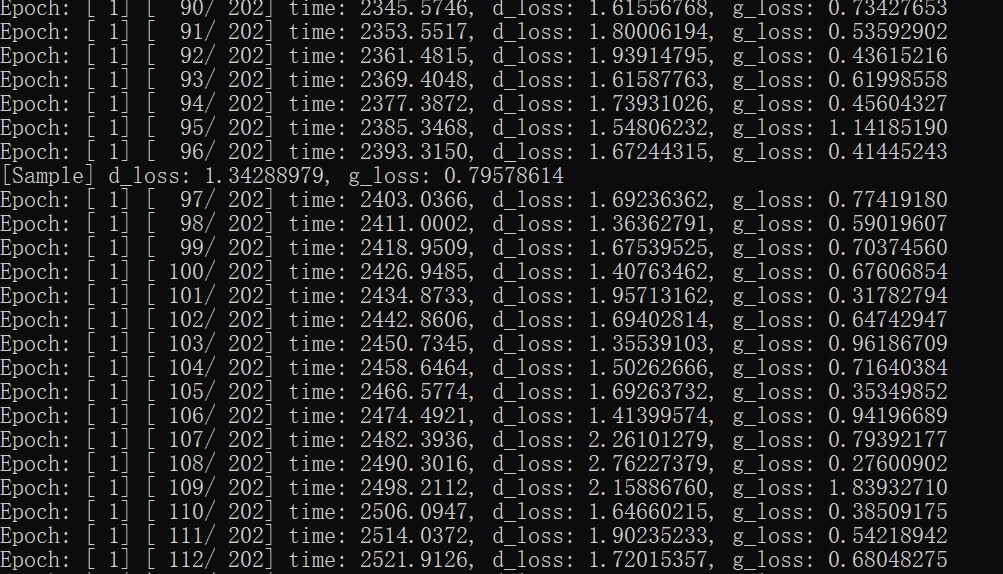 Epoch: [ 1] [  90/ 202] time: 2345.5746, d_loss: 1.61556768, g_loss: 0.73427653
Epoch: [ 1] [  91/ 202] time: 2353.5517, d_loss: 1.80006194, g_loss: 0.53592902
Epoch: [ 1] [  92/ 202] time: 2361.4815, d_loss: 1.93914795, g_loss: 0.43615216
Epoch: [ 1] [  93/ 202] time: 2369.4048, d_loss: 1.61587763, g_loss: 0.61998558
Epoch: [ 1] [  94/ 202] time: 2377.3872, d_loss: 1.73931026, g_loss: 0.45604327
Epoch: [ 1] [  95/ 202] time: 2385.3468, d_loss: 1.54806232, g_loss: 1.14185190
Epoch: [ 1] [  96/ 202] time: 2393.3150, d_loss: 1.67244315, g_loss: 0.41445243
[Sample] d_loss: 1.34288979, g_loss: 0.79578614
Epoch: [ 1] [  97/ 202] time: 2403.0366, d_loss: 1.69236362, g_loss: 0.77419180
Epoch: [ 1] [  98/ 202] time: 2411.0002, d_loss: 1.36362791, g_loss: 0.59019607
Epoch: [ 1] [  99/ 202] time: 2418.9509, d_loss: 1.67539525, g_loss: 0.70374560
Epoch: [ 1] [ 100/ 202] time: 2426.9485, d_loss: 1.40763462, g_loss: 0.67606854
Epoch: [ 1] [ 101/ 202] time: 2434.8733, d_loss: 1.95713162, g_loss: 0.31782794
Epoch: [ 1] [ 102/ 202] time: 2442.8606, d_loss: 1.69402814, g_loss: 0.64742947
Epoch: [ 1] [ 103/ 202] time: 2450.7345, d_loss: 1.35539103, g_loss: 0.96186709
Epoch: [ 1] [ 104/ 202] time: 2458.6464, d_loss: 1.50262666, g_loss: 0.71640384
Epoch: [ 1] [ 105/ 202] time: 2466.5774, d_loss: 1.69263732, g_loss: 0.35349852
Epoch: [ 1] [ 106/ 202] time: 2474.4921, d_loss: 1.41399574, g_loss: 0.94196689
Epoch: [ 1] [ 107/ 202] time: 2482.3936, d_loss: 2.26101279, g_loss: 0.79392177
Epoch: [ 1] [ 108/ 202] time: 2490.3016, d_loss: 2.76227379, g_loss: 0.27600902
Epoch: [ 1] [ 109/ 202] time: 2498.2112, d_loss: 2.15886760, g_loss: 1.83932710
Epoch: [ 1] [ 110/ 202] time: 2506.0947, d_loss: 1.64660215, g_loss: 0.38509175
Epoch: [ 1] [ 111/ 202] time: 2514.0372, d_loss: 1.90235233, g_loss: 0.54218942
Epoch: [ 1] [ 112/ 202] time: 2521.9126, d_loss: 1.72015357, g_loss: 0.68048275